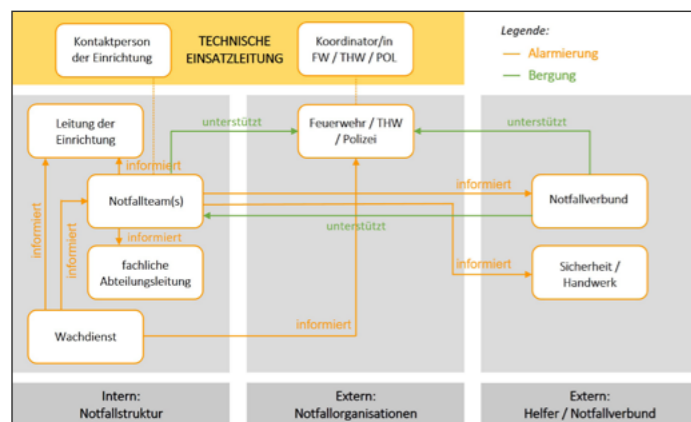 Kontaktperson
der Einrichtung
TECHNISCHE
EINSATZLEITUNG
Koordinator/in
FW / THW / POL
Legende:
Alarmierung
Bergung
Leitung der
Einrichtung
unterstützt
Feuerwehr / THW
/ Polizei
unterstützt
informiert
Notfallteam(s)
informiert
Notfallverbund
informiert
informiert
informiert
unterstützt
fachliche
Abteilungsleitung
informiert
Sicherheit /
Handwerk
Wachdienst
informiert
Intern:
Notfallstruktur
Extern:
Notfallorganisationen
Extern:
Helfer / Notfallverbund